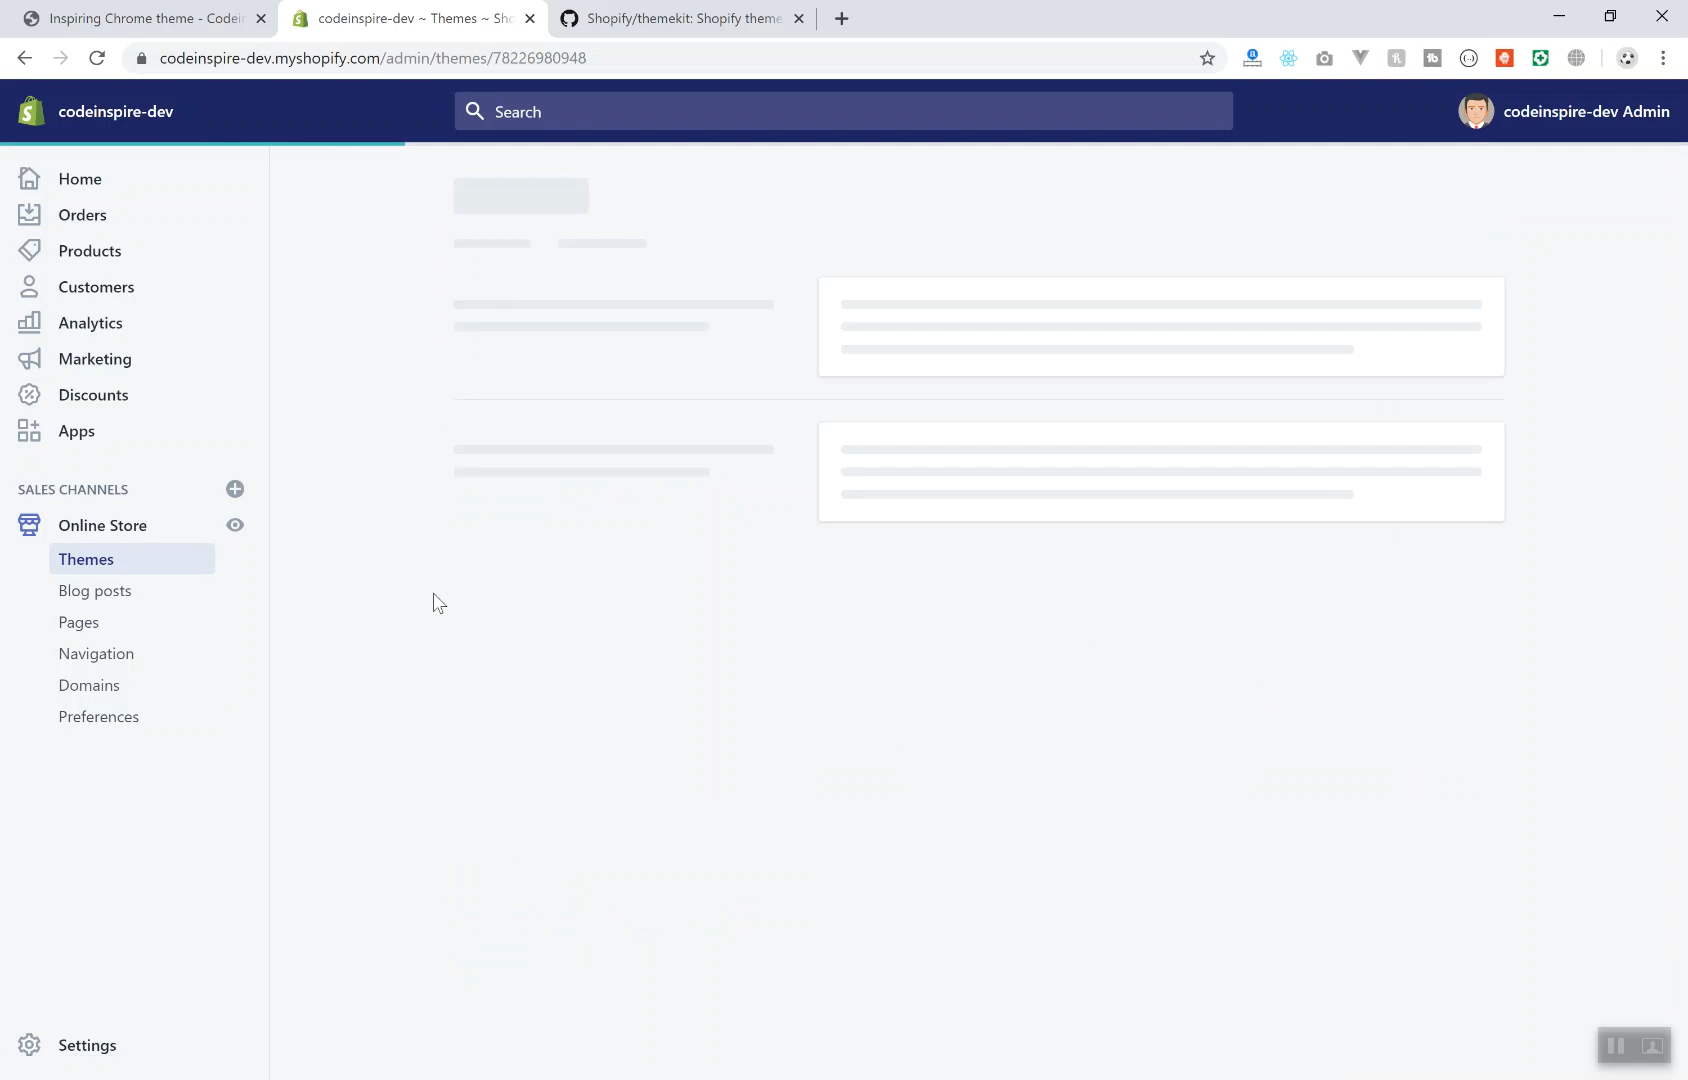 Inspiring Chrome theme - Codein
codeinspire-dev ~ Themes ~ Sho
Shopify/themekit: Shopify theme
codeinspire-dev.myshopify.com/admin/themes/78226980948
codeinspire-dev
Search
codeinspire-dev Admin
Home
Orders
Products
Customers
Analytics
Marketing
Discounts
Apps
SALES CHANNELS
Online Store
Themes
Blog posts
Pages
Navigation
Domains
Preferences
Settings